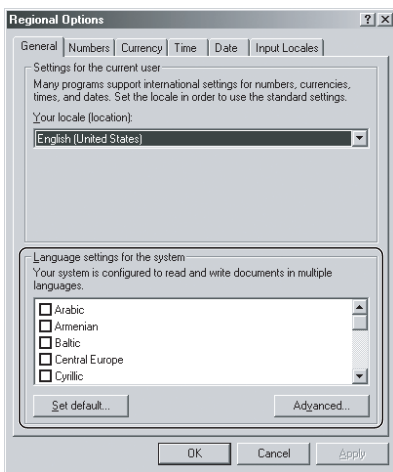 Regional Options
General Numbers Currency Time Date Input Locales
Settings for the current user
Many programs support international settings for numbers, currencies,
times, and dates. Set the locale in order to use the standard settings.
Your locale (location):
English (United States)
Language settings for the system
Your system is configured to read and write documents in multiple
languages.
Arabic
Armenian
Baltic
Central Europe
Cyrillic
Set default... Advanced...
OK Cancel Apply